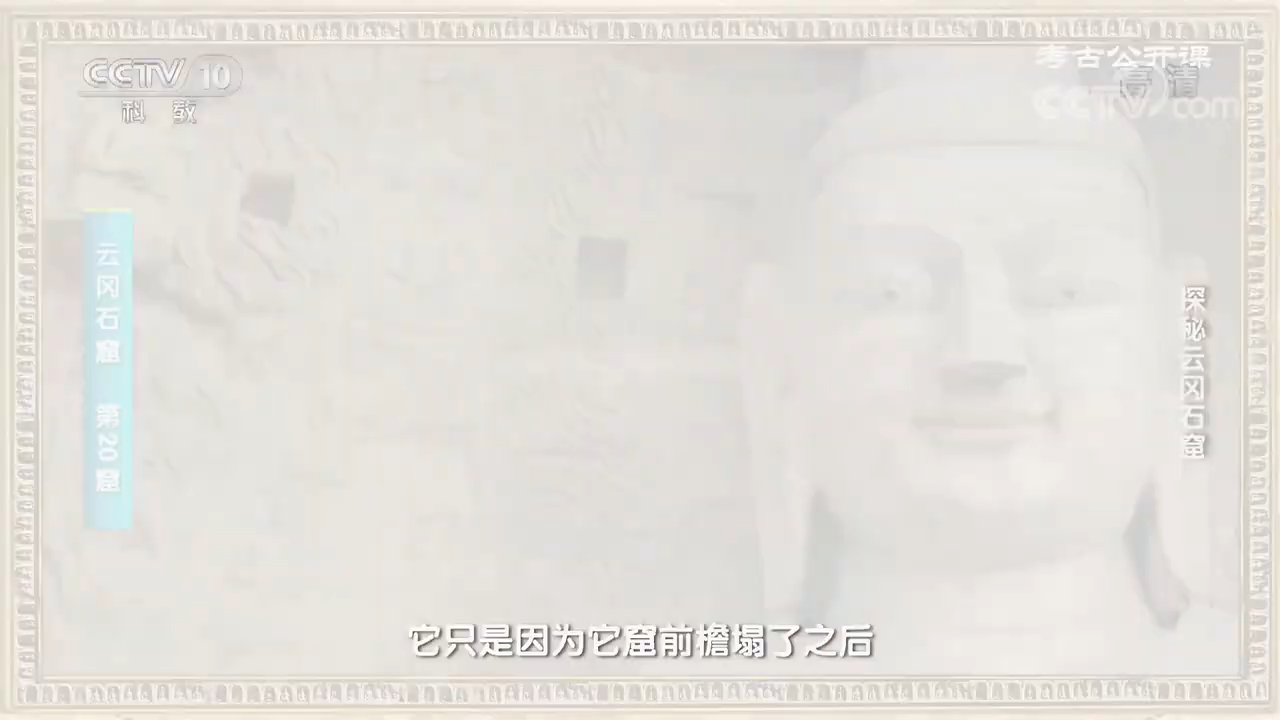 CCTV 10
科教
考古公开课
高清
CCTV.com
云冈石窟 第20窟
探秘云冈石窟
它只是因为它窟前檐塌了之后